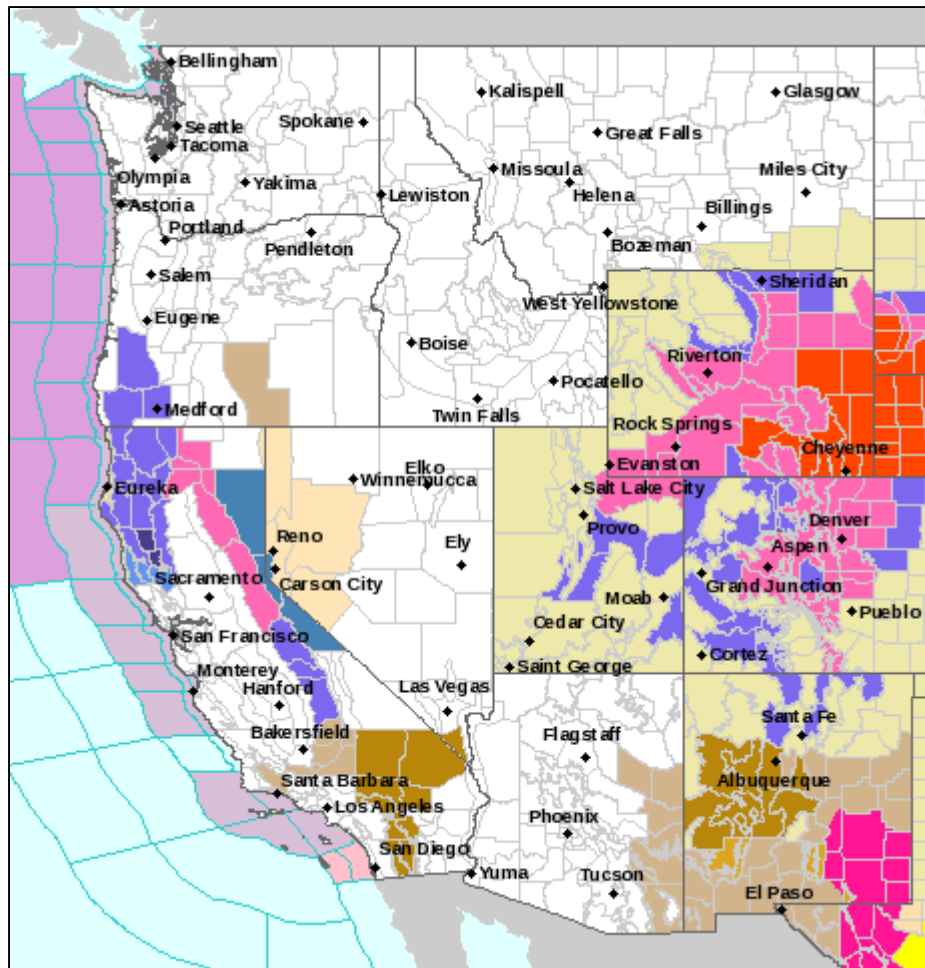 Bellingham
Kalispell
Glasgow
Seattle
Spokane
Great Falls
Tacoma
Missoula
Miles City
Olympia
Yakima
Lewiston
Helena
Astoria
Billings
Portland
Pendleton
Bozeman
Salem
Sheridan
West Yellowstone
Eugene
Boise
Riverton
Pocatello
Medford
Twin Falls
Rock Springs
Cheyenne
Evanston
Elko
Winnemucca
Eureka
Salt Lake City
Provo
Denver
Reno
Ely
Aspen
Sacramento
Carson City
Grand Junction
Moab
Pueblo
Cedar City
San Francisco
Cortez
Saint George
Monterey
Hanford
Las Vegas
Santa Fe
Flagstaff
Bakersfield
Albuquerque
Santa Barbara
Los Angeles
Phoenix
San Diego
Yuma
Tucson
El Paso